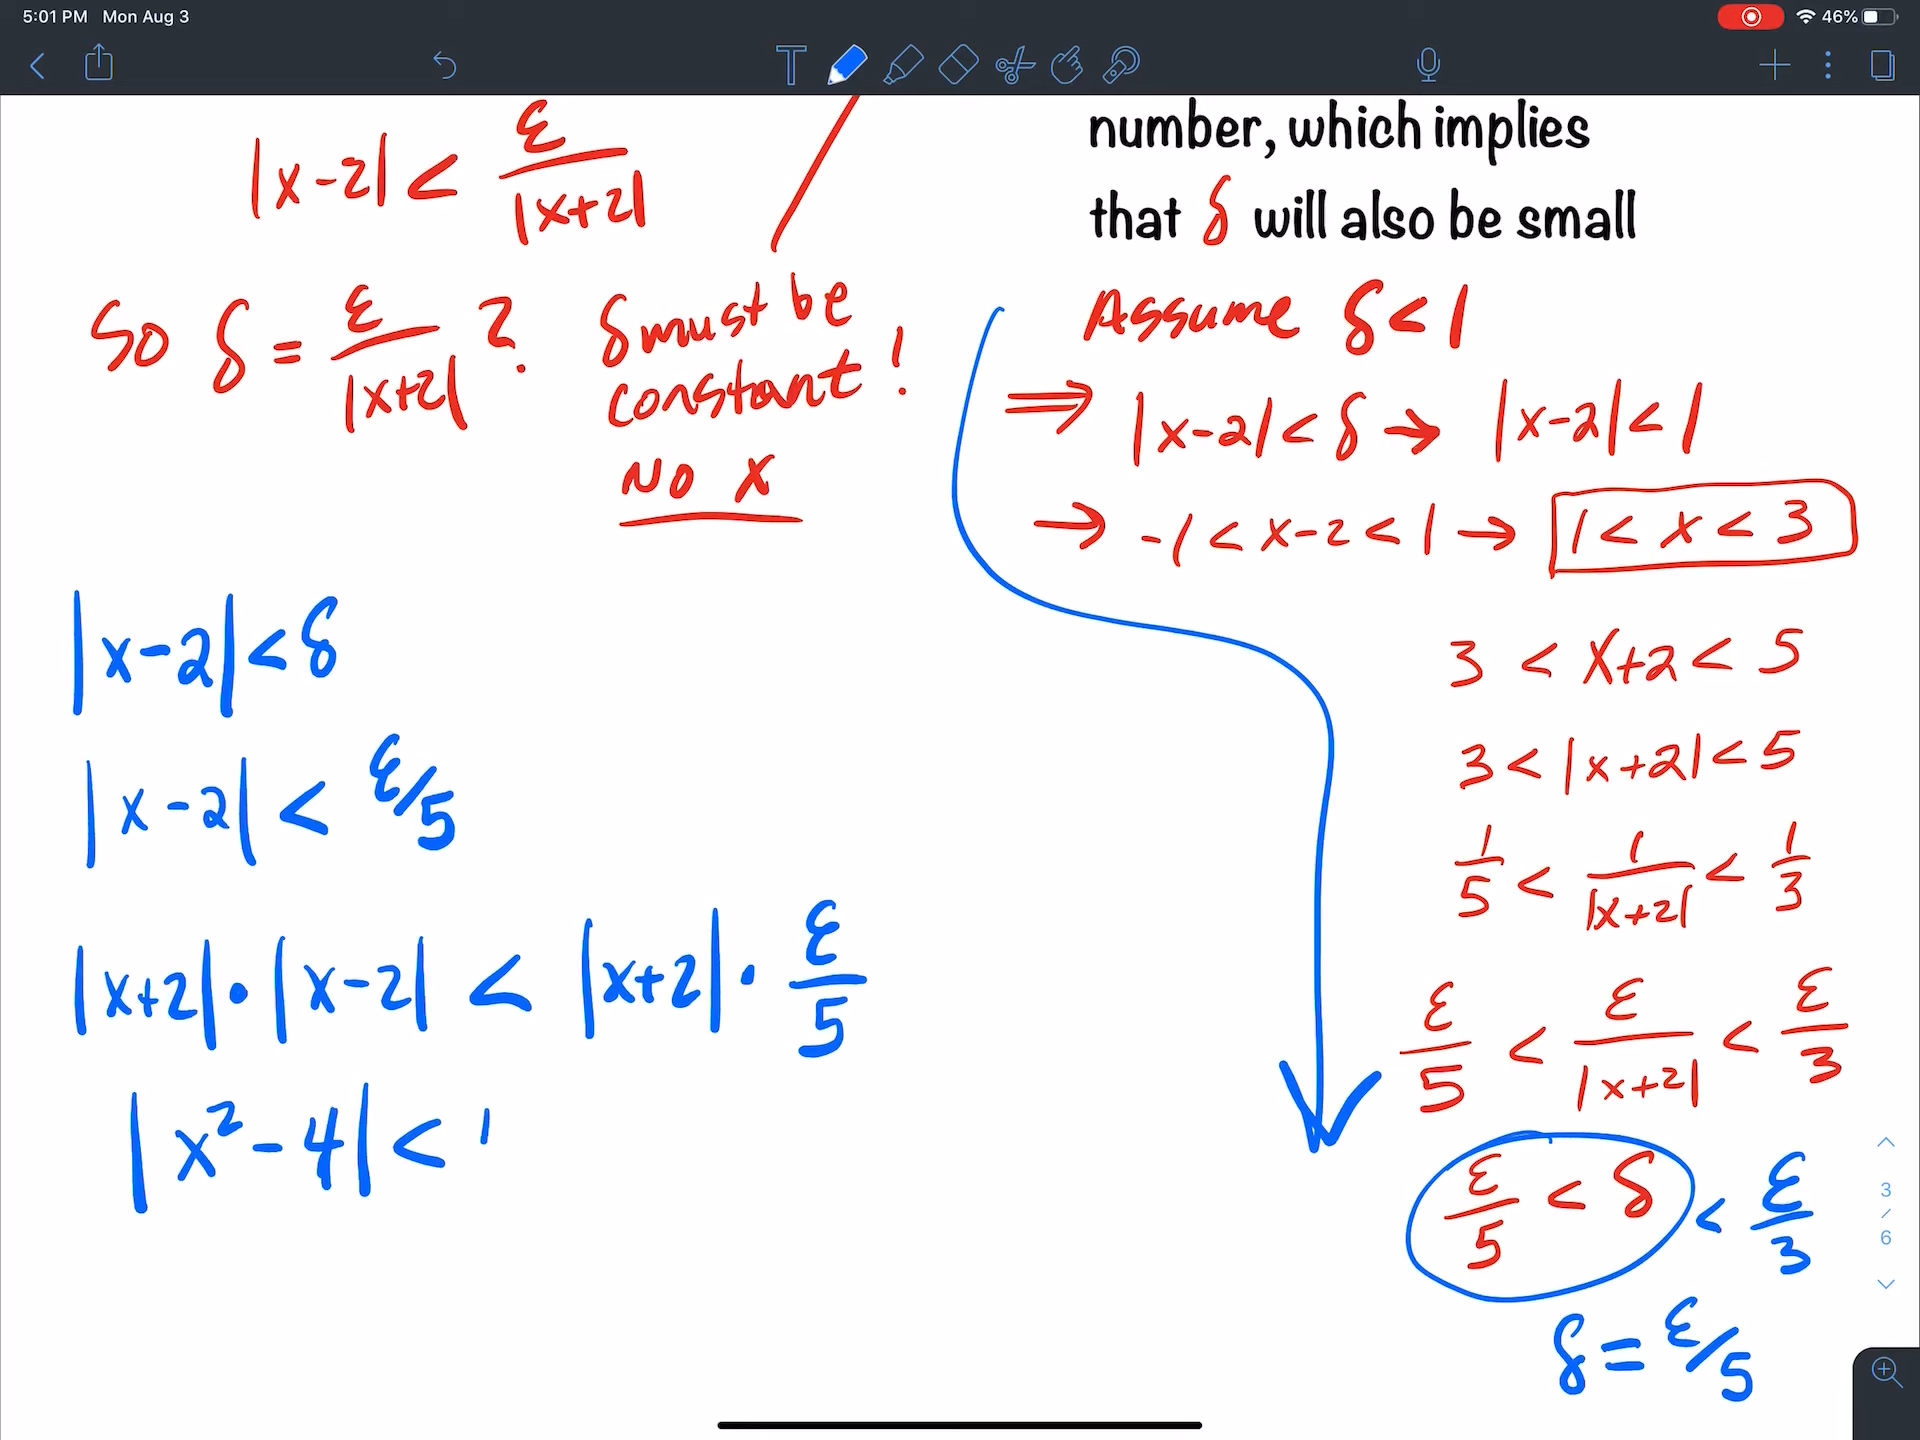 5:01 PM Mon Aug 3
46%
T
|x-2| < ε/|x+2|
So δ = ε/|x+2| ?
δ must be
constant!
NO X
|x-2| < δ
|x-2| < ε/5
|x+2| • |x-2| < |x+2| • ε/5
|x²-4| <
number, which implies
that δ will also be small
Assume δ < 1
⇒ |x-2| < δ → |x-2| < 1
→ -1 < x-2 < 1 → 1 < x < 3
3 < x+2 < 5
3 < |x+2| < 5
1/5 < 1/|x+2| < 1/3
ε/5 < ε/|x+2| < ε/3
ε/5 < δ < ε/3
δ = ε/5
3
/
6